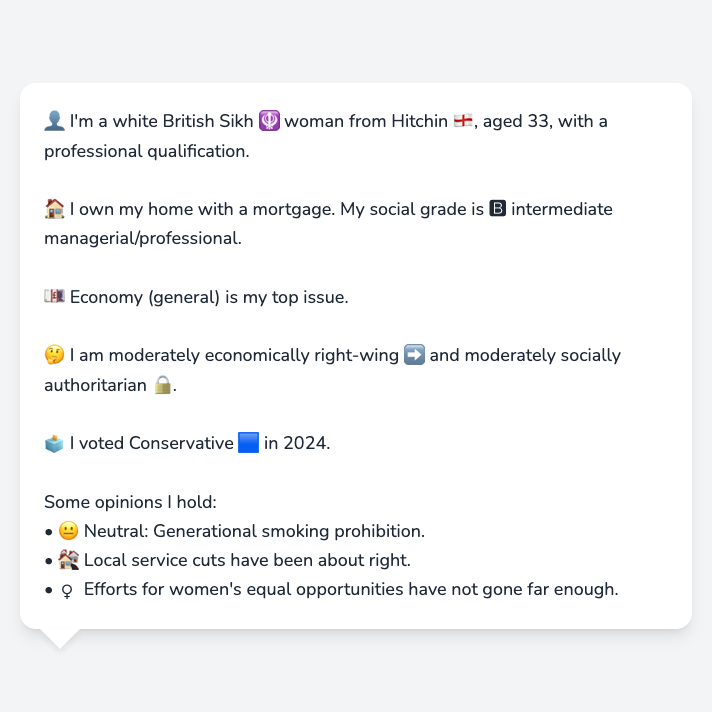 👤 I'm a white British Sikh 🪯 woman from Hitchin 🏴󠁧󠁢󠁥󠁮󠁧󠁿, aged 33, with a
professional qualification.
🏠 I own my home with a mortgage. My social grade is 🅱 intermediate
managerial/professional.
💷 Economy (general) is my top issue.
🤔 I am moderately economically right-wing ➡️ and moderately socially
authoritarian 🔒.
🗳️ I voted Conservative 🟦 in 2024.
Some opinions I hold:
• 😐 Neutral: Generational smoking prohibition.
• 🏚️ Local service cuts have been about right.
• ♀ Efforts for women's equal opportunities have not gone far enough.